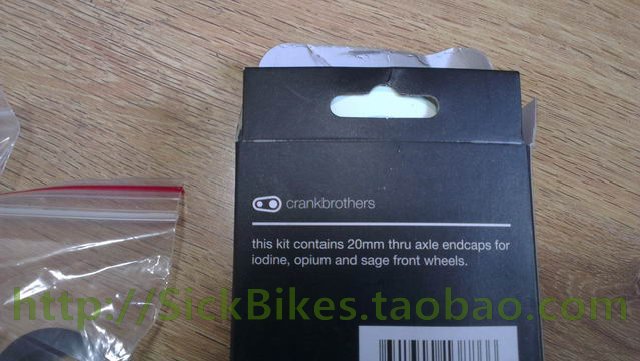 crankbrothers
this kit contains 20mm thru axle endcaps for
iodine, opium and sage front wheels.
http://SickBikes.taobao.com